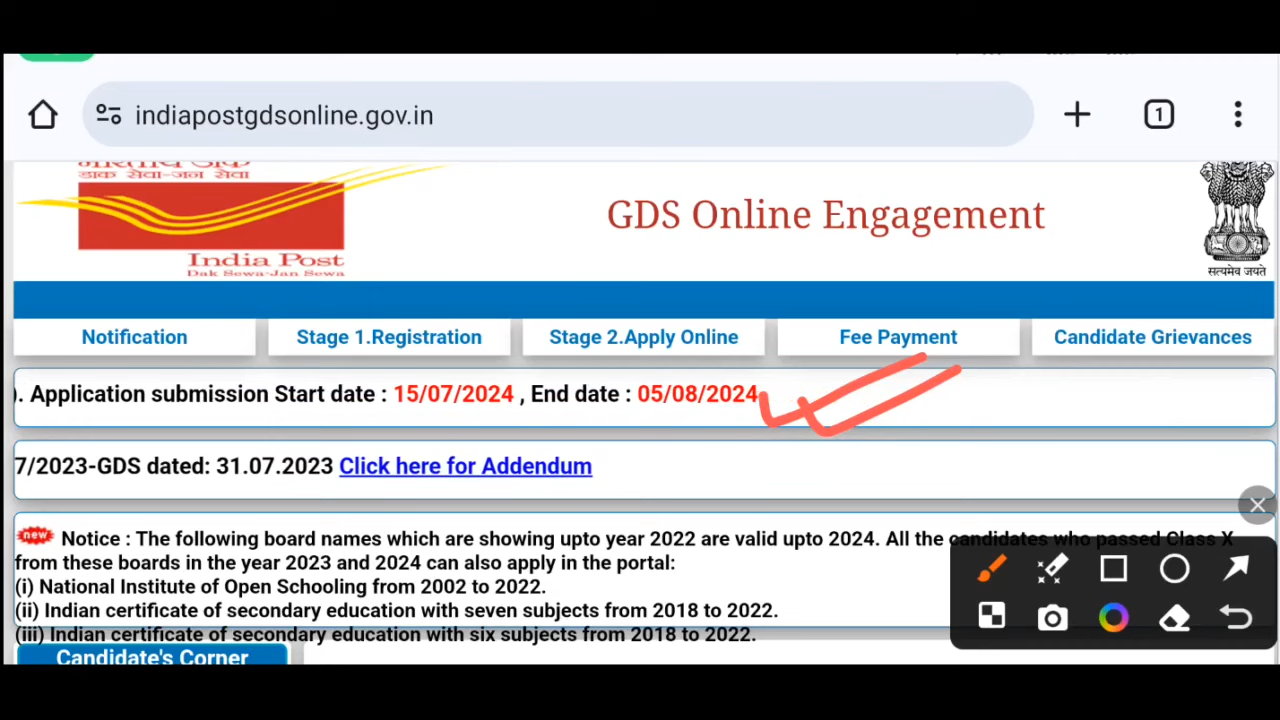 indiapostgdsonline.gov.in
1
भारतीय डाक
डाक सेवा-जन सेवा
India Post
Dak Sewa-Jan Sewa
GDS Online Engagement
सत्यमेव जयते
Notification
Stage 1.Registration
Stage 2.Apply Online
Fee Payment
Candidate Grievances
). Application submission Start date : 15/07/2024 , End date : 05/08/2024
7/2023-GDS dated: 31.07.2023 Click here for Addendum
new Notice : The following board names which are showing upto year 2022 are valid upto 2024. All the candidates who passed Class X
from these boards in the year 2023 and 2024 can also apply in the portal:
(i) National Institute of Open Schooling from 2002 to 2022.
(ii) Indian certificate of secondary education with seven subjects from 2018 to 2022.
(iii) Indian certificate of secondary education with six subjects from 2018 to 2022.
Candidate's Corner